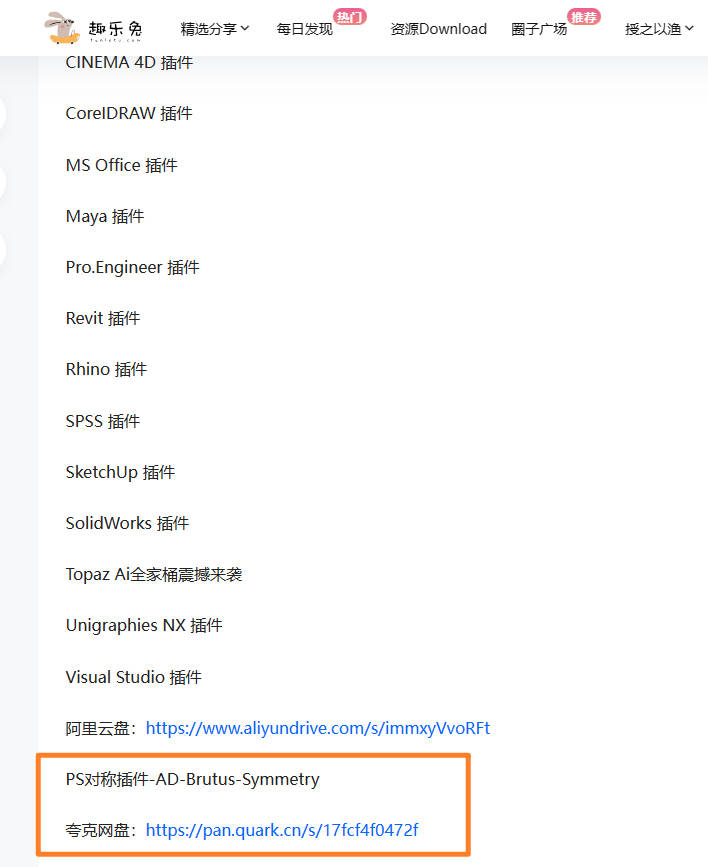 趣乐兔
精选分享
每日发现
热门
资源Download
圈子广场
推荐
授之以渔
CINEMA 4D 插件
CorelDRAW 插件
MS Office 插件
Maya 插件
Pro.Engineer 插件
Revit 插件
Rhino 插件
SPSS 插件
SketchUp 插件
SolidWorks 插件
Topaz Ai全家桶震撼来袭
Unigraphies NX 插件
Visual Studio 插件
阿里云盘：https://www.aliyundrive.com/s/immxyVvoRFt
PS对称插件-AD-Brutus-Symmetry
夸克网盘：https://pan.quark.cn/s/17fcf4f0472f